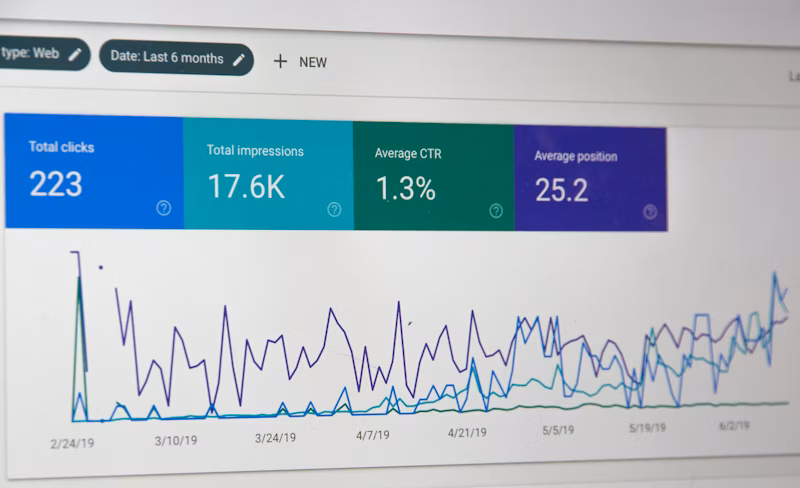 type: Web
Date: Last 6 months
+ NEW
Total clicks
223
Total impressions
17.6K
Average CTR
1.3%
Average position
25.2
2/24/19
3/10/19
3/24/19
4/7/19
4/21/19
5/5/19
5/19/19
6/2/19